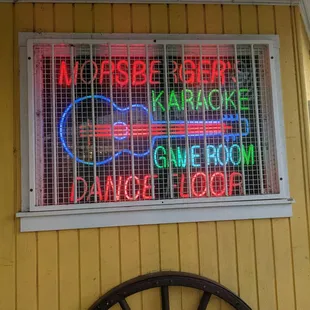 MORSBERGER'S
KARAOKE
GAME ROOM
DANCE FLOOR